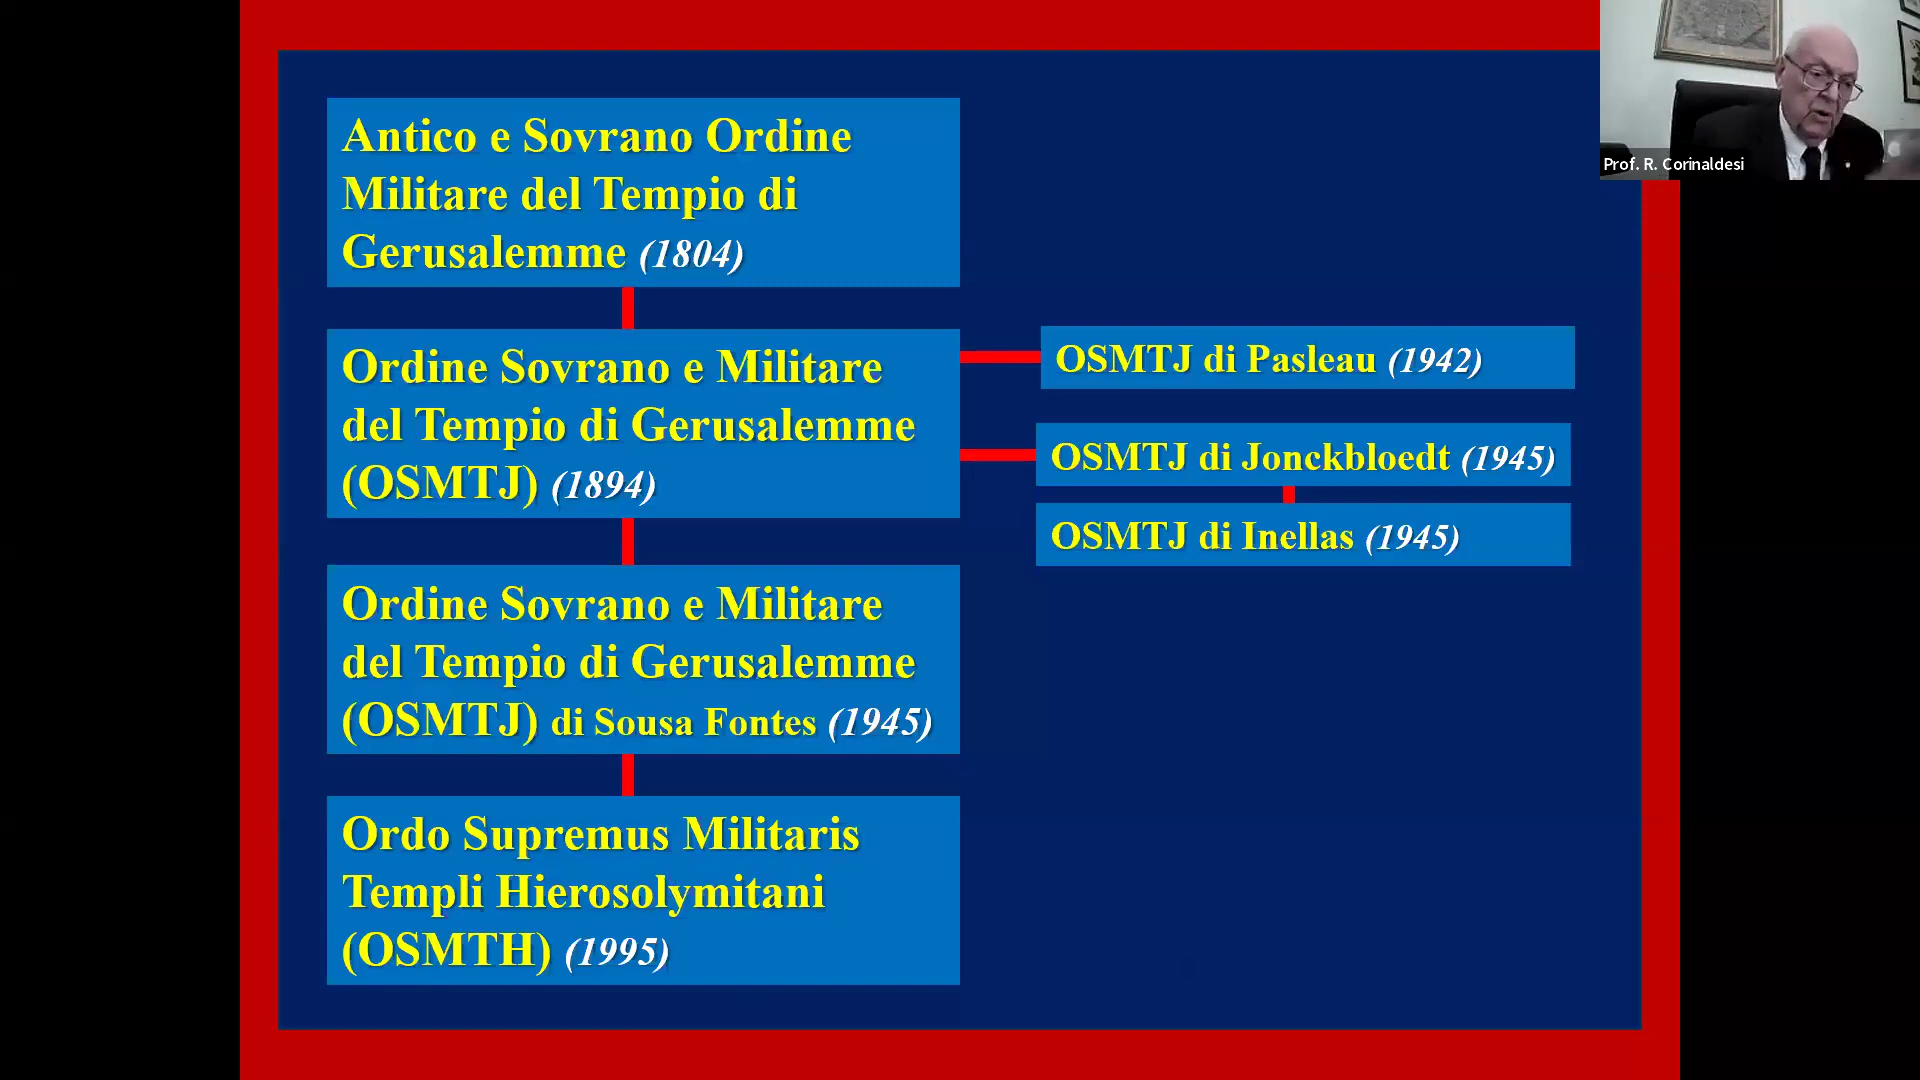 Antico e Sovrano Ordine
Militare del Tempio di
Gerusalemme (1804)
Ordine Sovrano e Militare
del Tempio di Gerusalemme
(OSMTJ) (1894)
OSMTJ di Pasleau (1942)
OSMTJ di Jonckbloedt (1945)
OSMTJ di Inellas (1945)
Ordine Sovrano e Militare
del Tempio di Gerusalemme
(OSMTJ) di Sousa Fontes (1945)
Ordo Supremus Militaris
Templi Hierosolymitani
(OSMTH) (1995)
Prof. R. Corinaldesi